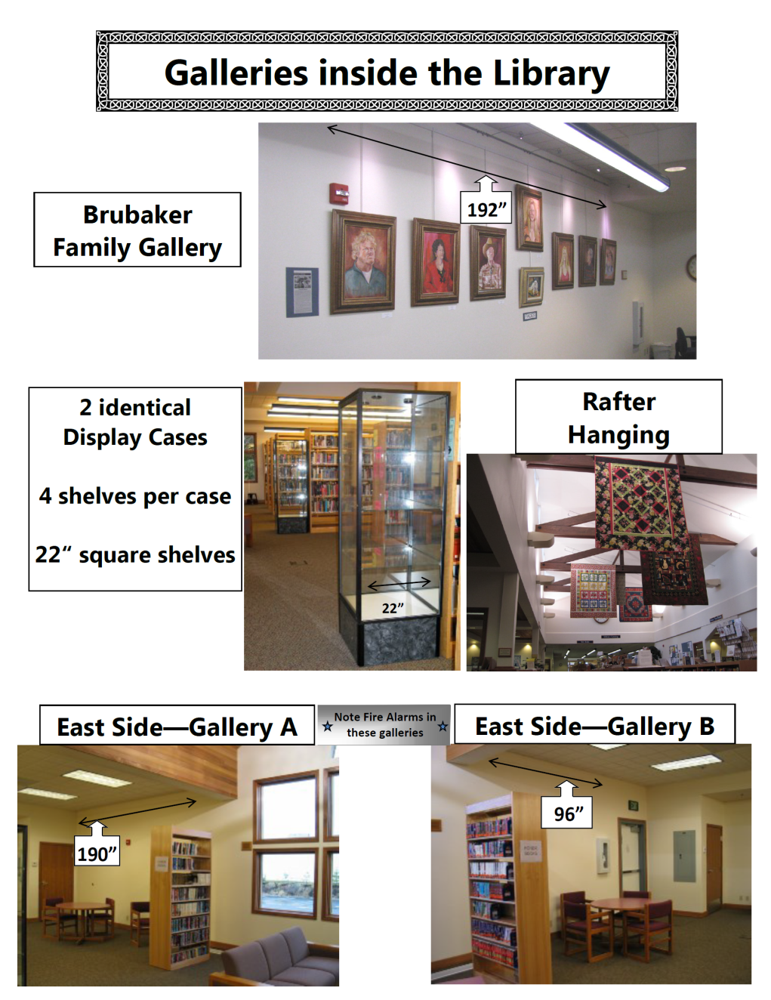 Galleries inside the Library
Brubaker
Family Gallery
192”
2 identical
Display Cases
4 shelves per case
22“ square shelves
22”
Rafter
Hanging
East Side—Gallery A
Note Fire Alarms in
these galleries
East Side—Gallery B
190”
96”